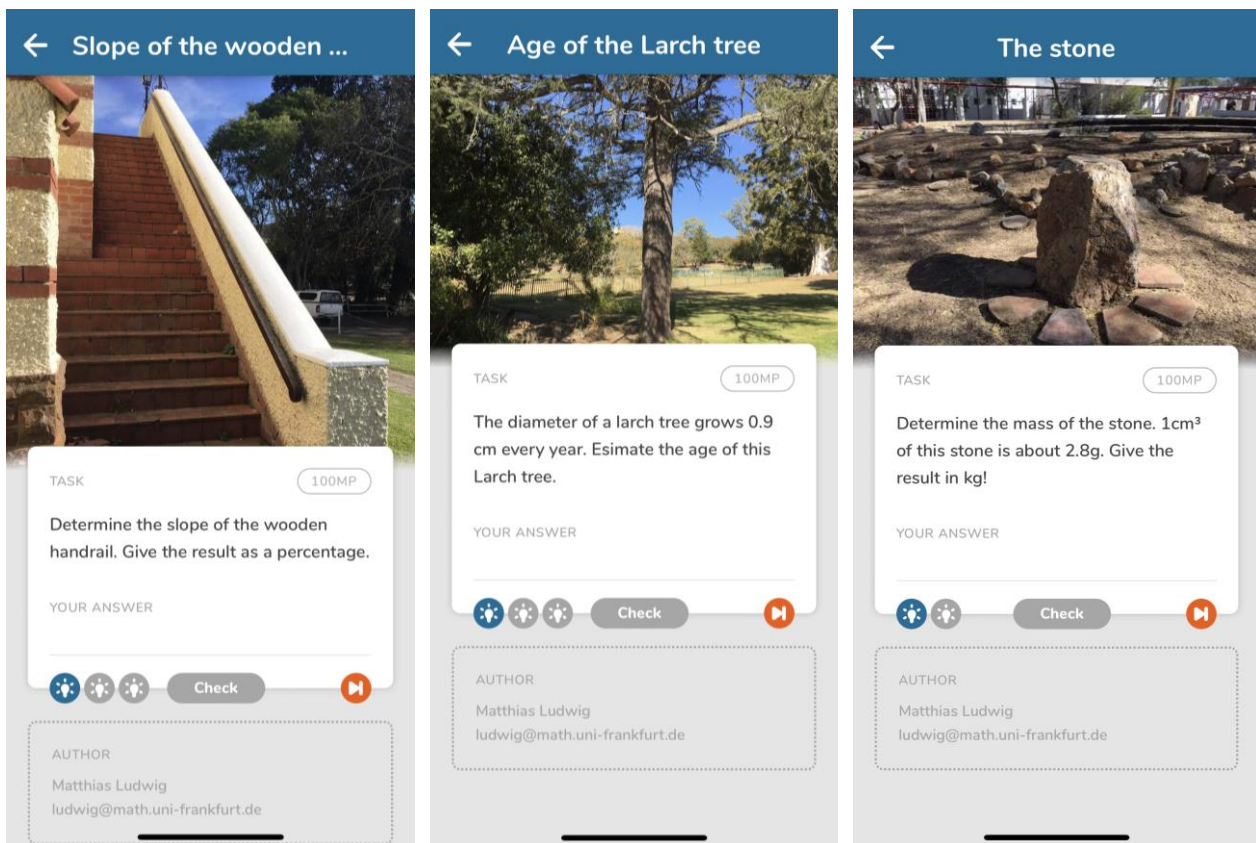 Slope of the wooden ...
TASK
100MP
Determine the slope of the wooden
handrail. Give the result as a percentage.
YOUR ANSWER
Check
AUTHOR
Matthias Ludwig
ludwig@math.uni-frankfurt.de
Age of the Larch tree
TASK
100MP
The diameter of a larch tree grows 0.9
cm every year. Esimate the age of this
Larch tree.
YOUR ANSWER
Check
AUTHOR
Matthias Ludwig
ludwig@math.uni-frankfurt.de
The stone
TASK
100MP
Determine the mass of the stone. 1cm³
of this stone is about 2.8g. Give the
result in kg!
YOUR ANSWER
Check
AUTHOR
Matthias Ludwig
ludwig@math.uni-frankfurt.de